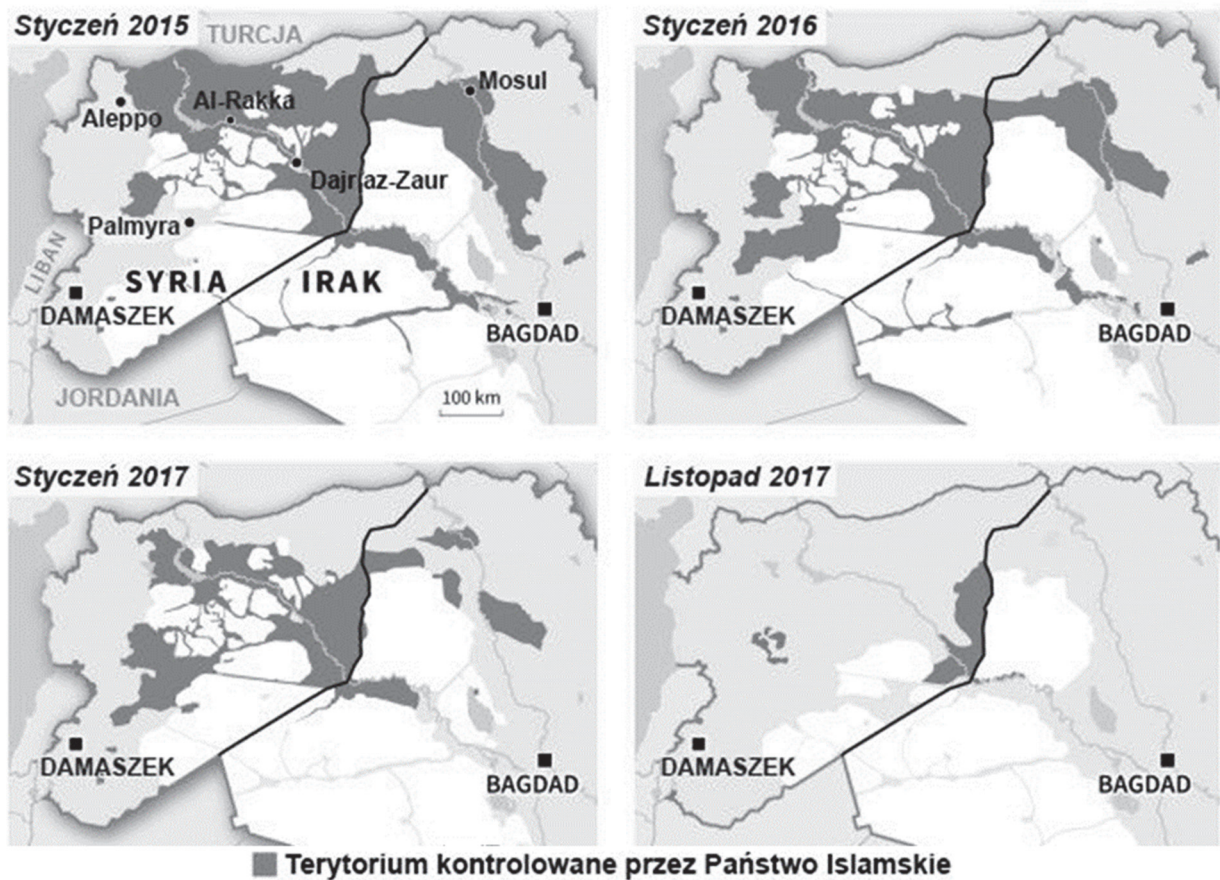 Styczeń 2015
TURCJA
Mosul
Al-Rakka
Aleppo
Dajr az-Zaur
Palmyra
LIBAN
SYRIA
IRAK
DAMASZEK
BAGDAD
JORDANIA
100 km
Styczeń 2016
DAMASZEK
BAGDAD
Styczeń 2017
DAMASZEK
BAGDAD
Listopad 2017
DAMASZEK
BAGDAD
Terytorium kontrolowane przez Państwo Islamskie